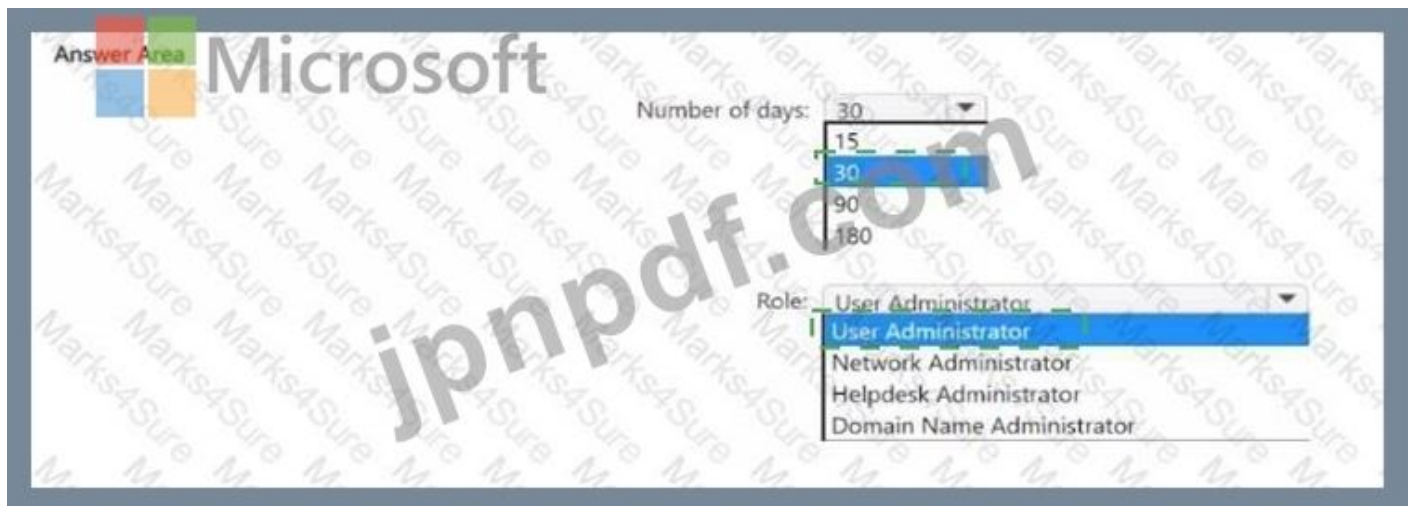 Answer Area
Microsoft
Number of days: 30
15
30
90
180
Role: User Administrator
User Administrator
Network Administrator
Helpdesk Administrator
Domain Name Administrator
jpnpdf.com
Marks4Sure